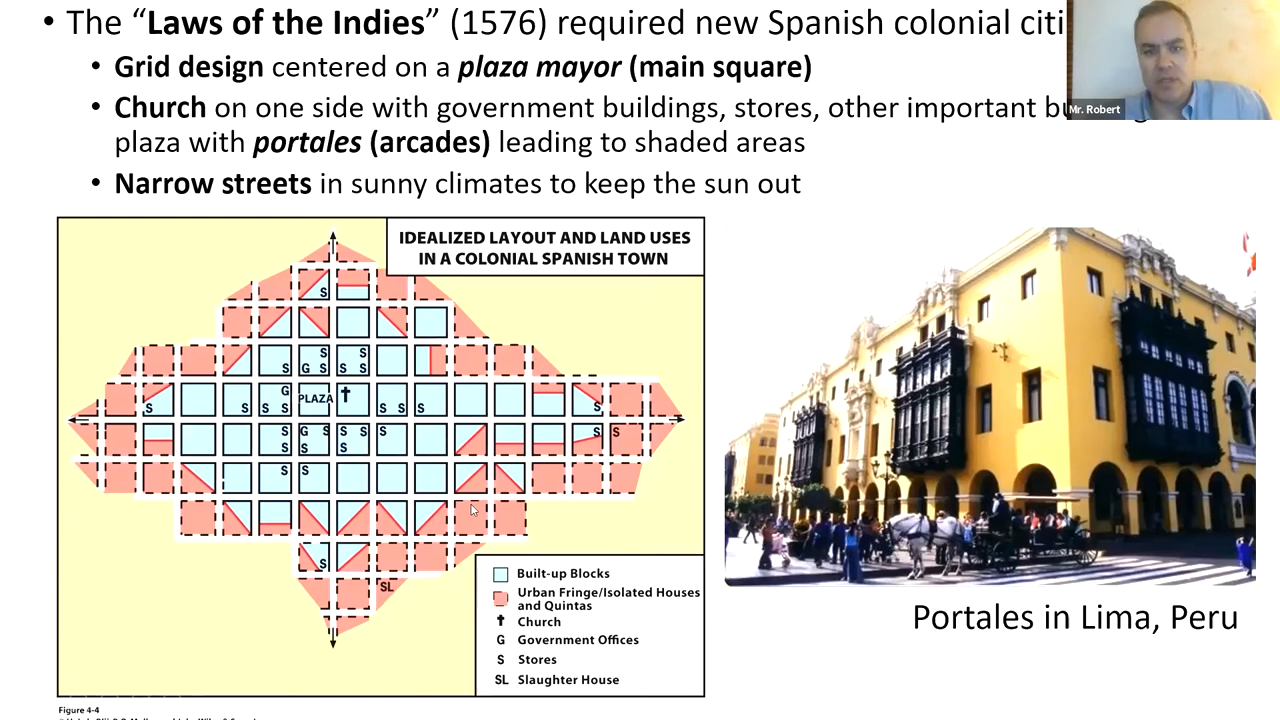 • The “Laws of the Indies” (1576) required new Spanish colonial citi
• Grid design centered on a plaza mayor (main square)
• Church on one side with government buildings, stores, other important bu
plaza with portales (arcades) leading to shaded areas
• Narrow streets in sunny climates to keep the sun out
Mr. Robert
IDEALIZED LAYOUT AND LAND USES
IN A COLONIAL SPANISH TOWN
S
S S
S G S S S
G
PLAZA
S S S S S S S S
S G S S S S S S
S S S
S S
S
SL
Built-up Blocks
Urban Fringe/Isolated Houses
and Quintas
Church
G Government Offices
S Stores
SL Slaughter House
Portales in Lima, Peru
Figure 4-4